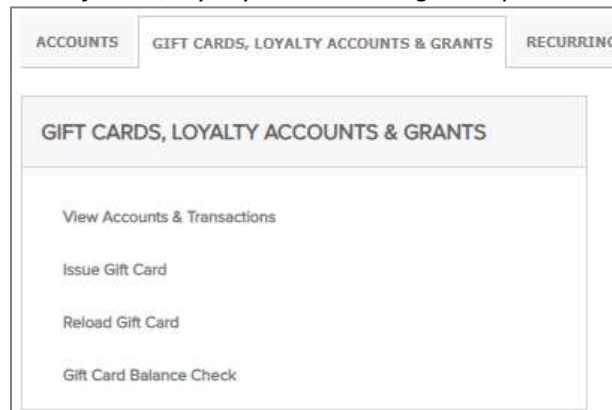 ACCOUNTS GIFT CARDS, LOYALTY ACCOUNTS & GRANTS
GIFT CARDS, LOYALTY ACCOUNTS & GRANTS
View Accounts & Transactions
Issue Gift Card
Reload Gift Card
Gift Card Balance Check